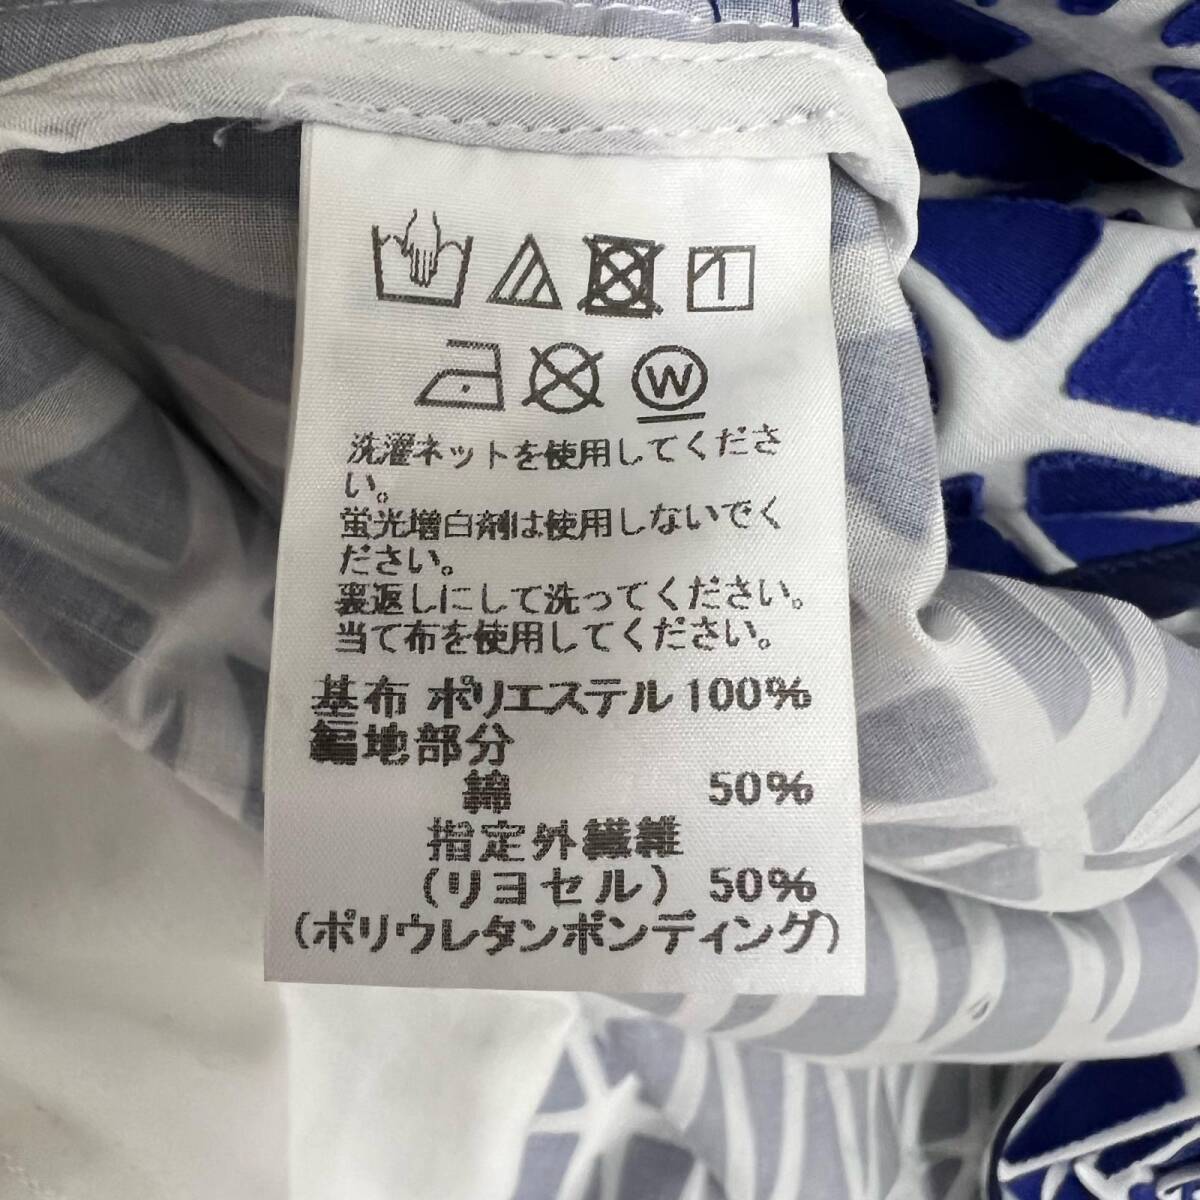 W
洗濯ネットを使用してくださ
い。
蛍光増白剤は使用しないでく
ださい。
裏返しにして洗ってください。
当て布を使用してください。
基布 ポリエステル 100%
編地部分
綿 50%
指定外繊維
(リヨセル) 50%
(ポリウレタンボンディング)